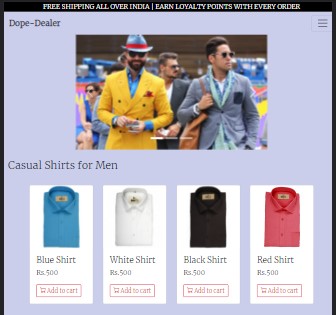 FREE SHIPPING ALL OVER INDIA | EARN LOYALTY POINTS WITH EVERY ORDER
Dope-Dealer
Casual Shirts for Men
Blue Shirt
Rs.500
Add to cart
White Shirt
Rs.500
Add to cart
Black Shirt
Rs.500
Add to cart
Red Shirt
Rs.500
Add to cart